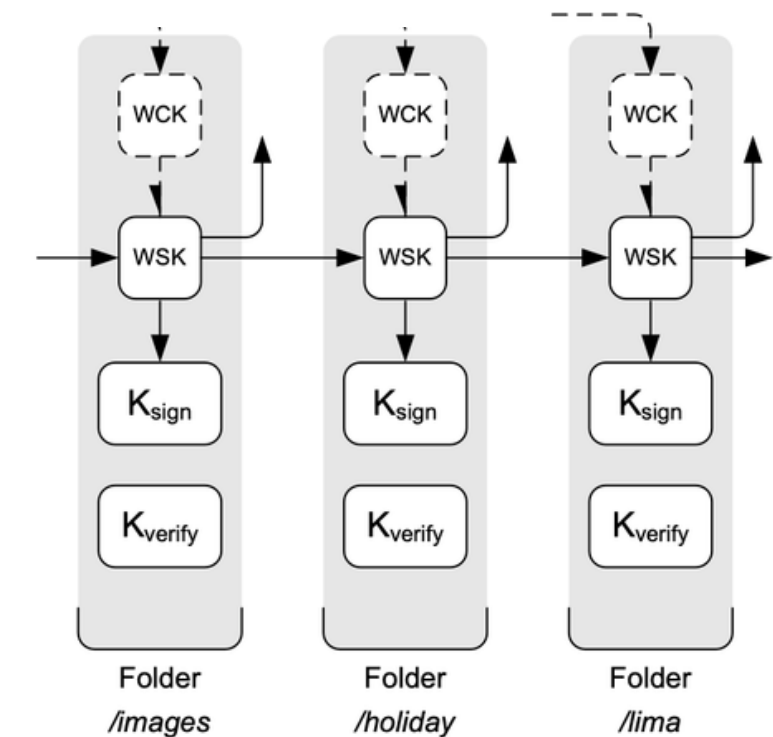 WCK WCK WCK
WSK WSK WSK
Ksign Ksign Ksign
Kverify Kverify Kverify
Folder Folder Folder
/images /holiday /lima